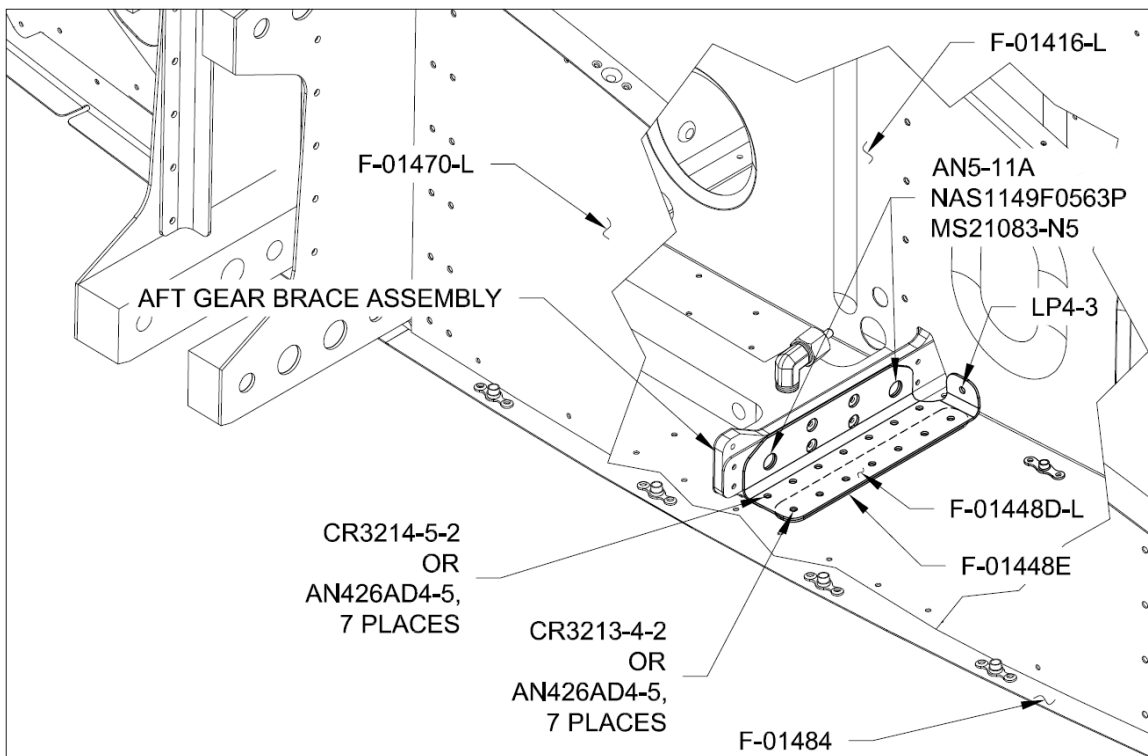 F-01416-L
F-01470-L
AN5-11A
NAS1149F0563P
MS21083-N5
AFT GEAR BRACE ASSEMBLY
LP4-3
F-01448D-L
F-01448E
CR3214-5-2
OR
AN426AD4-5,
7 PLACES
CR3213-4-2
OR
AN426AD4-5,
7 PLACES
F-01484